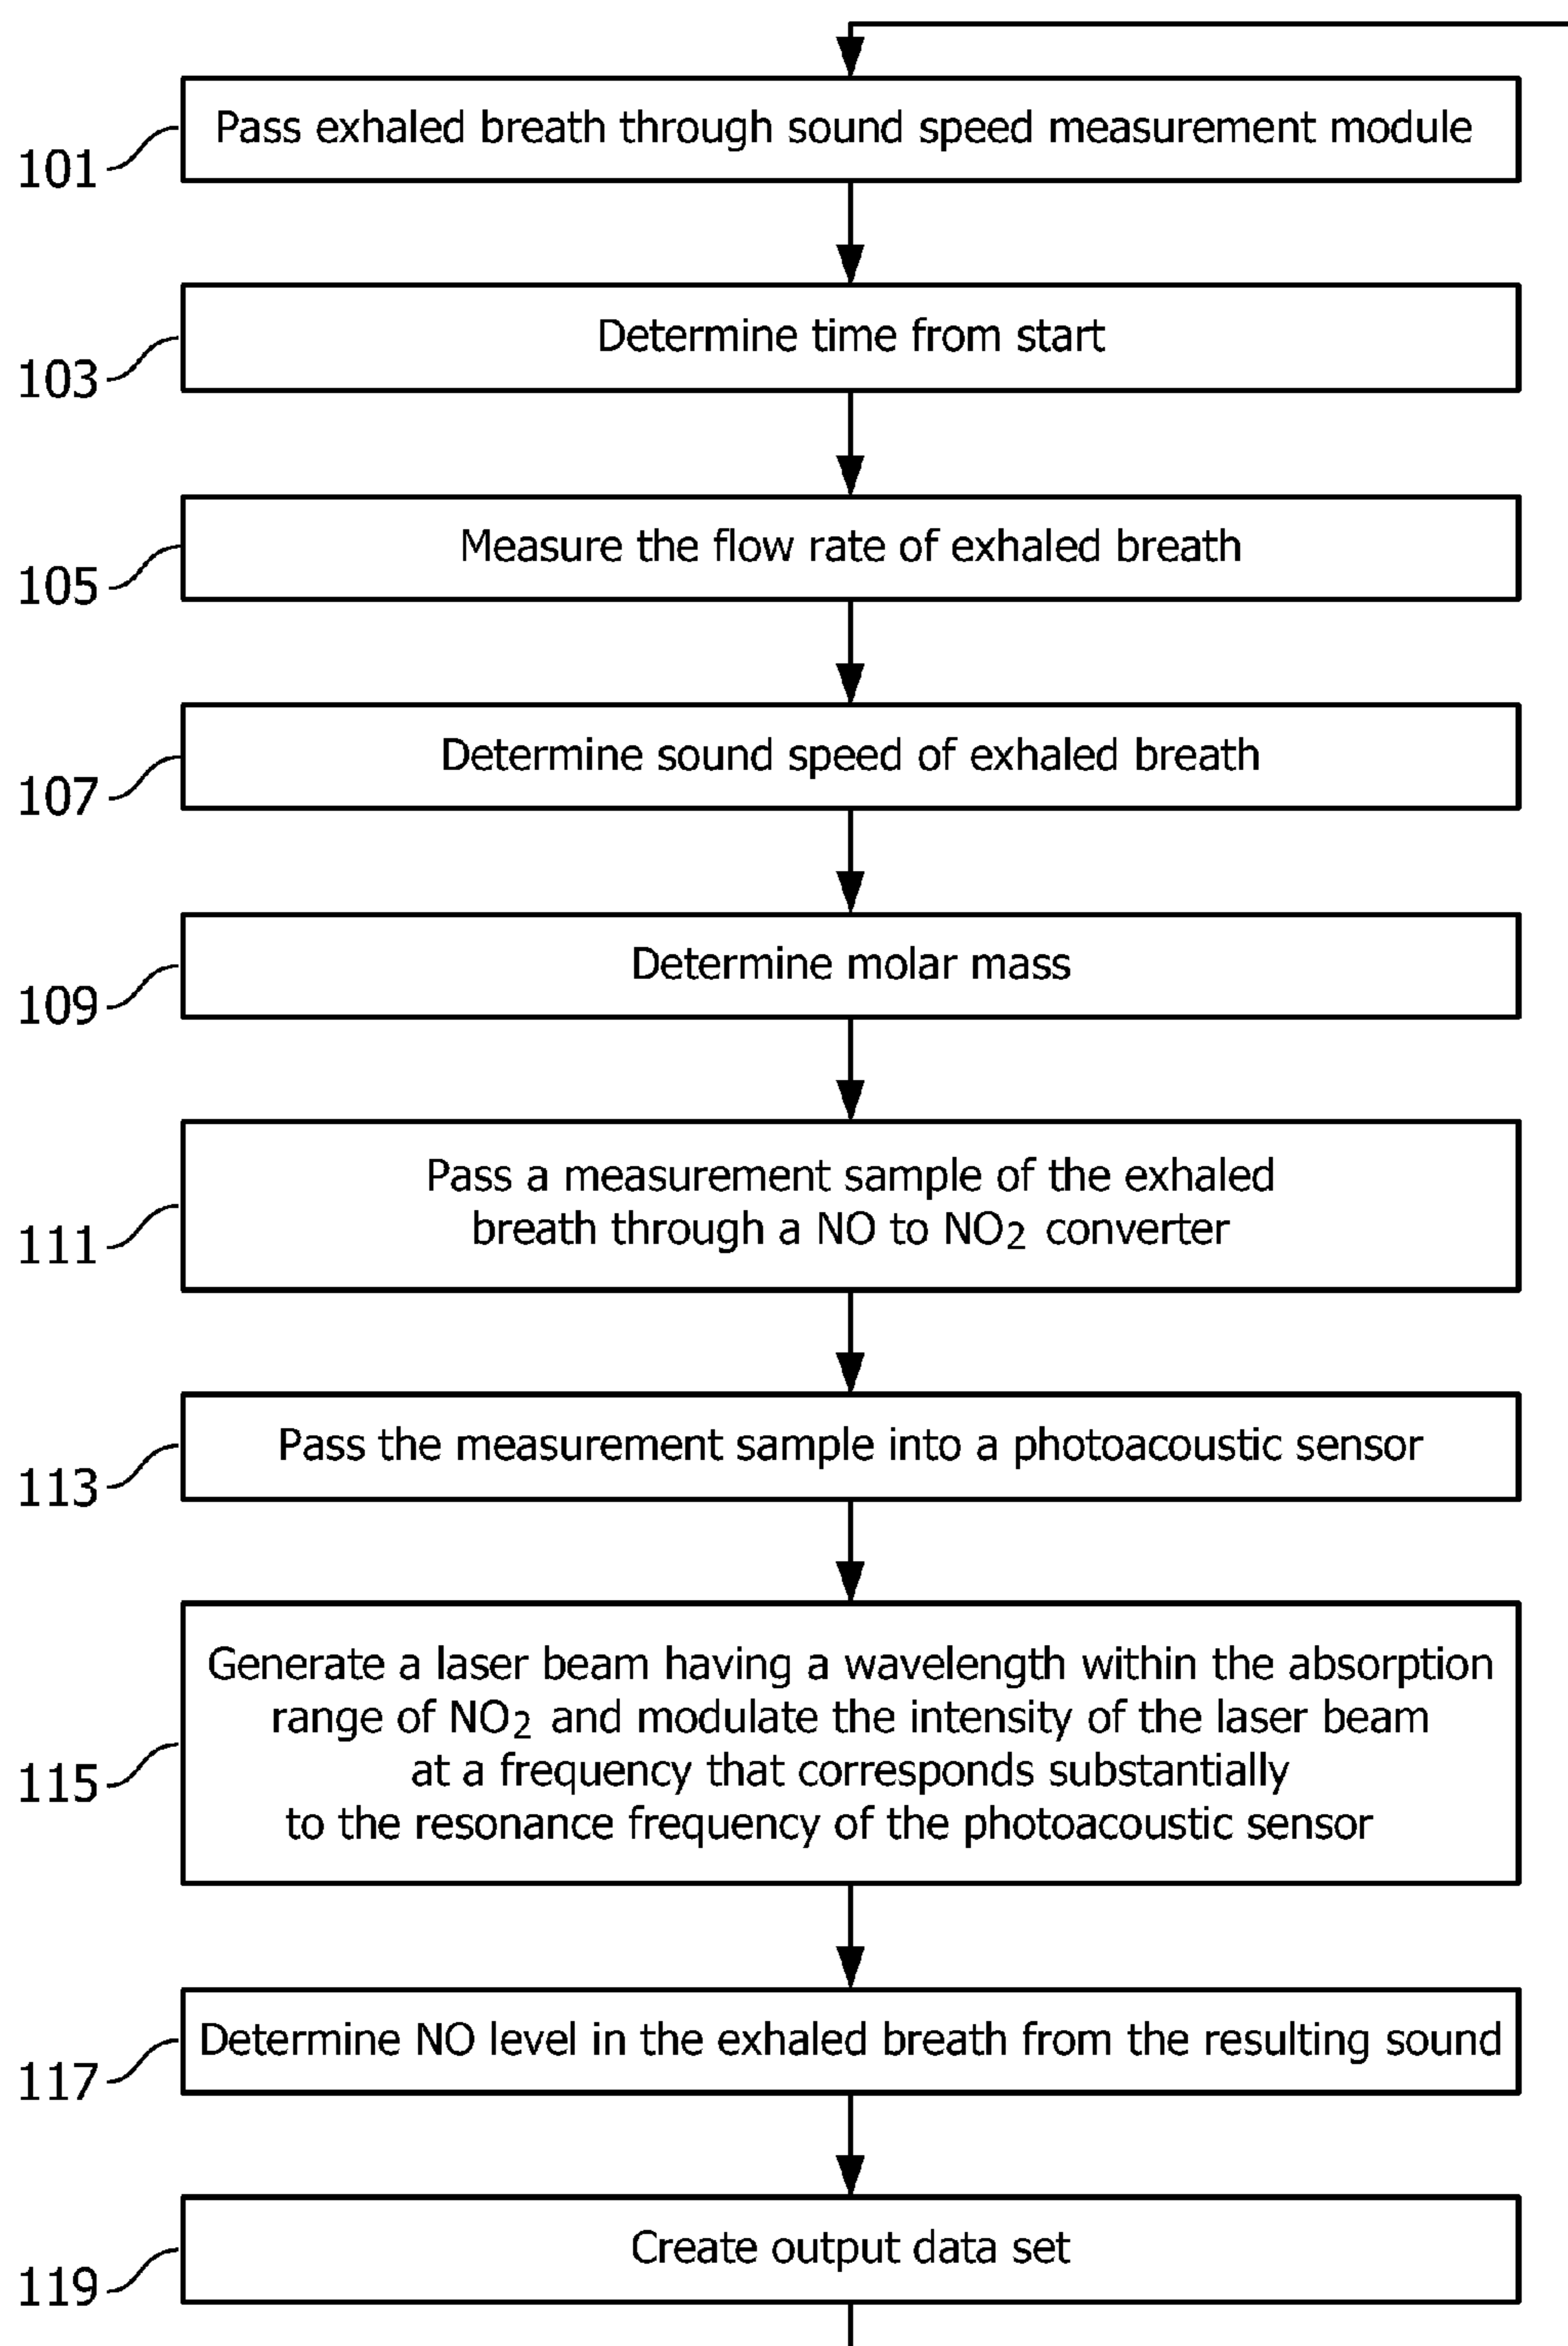 Pass exhaled breath through sound speed measurement module
101
Determine time from start
103
Measure the flow rate of exhaled breath
105
Determine sound speed of exhaled breath
107
Determine molar mass
109
Pass a measurement sample of the exhaled
breath through a NO to NO₂ converter
111
Pass the measurement sample into a photoacoustic sensor
113
Generate a laser beam having a wavelength within the absorption
range of NO₂ and modulate the intensity of the laser beam
at a frequency that corresponds substantially
to the resonance frequency of the photoacoustic sensor
115
Determine NO level in the exhaled breath from the resulting sound
117
Create output data set
119